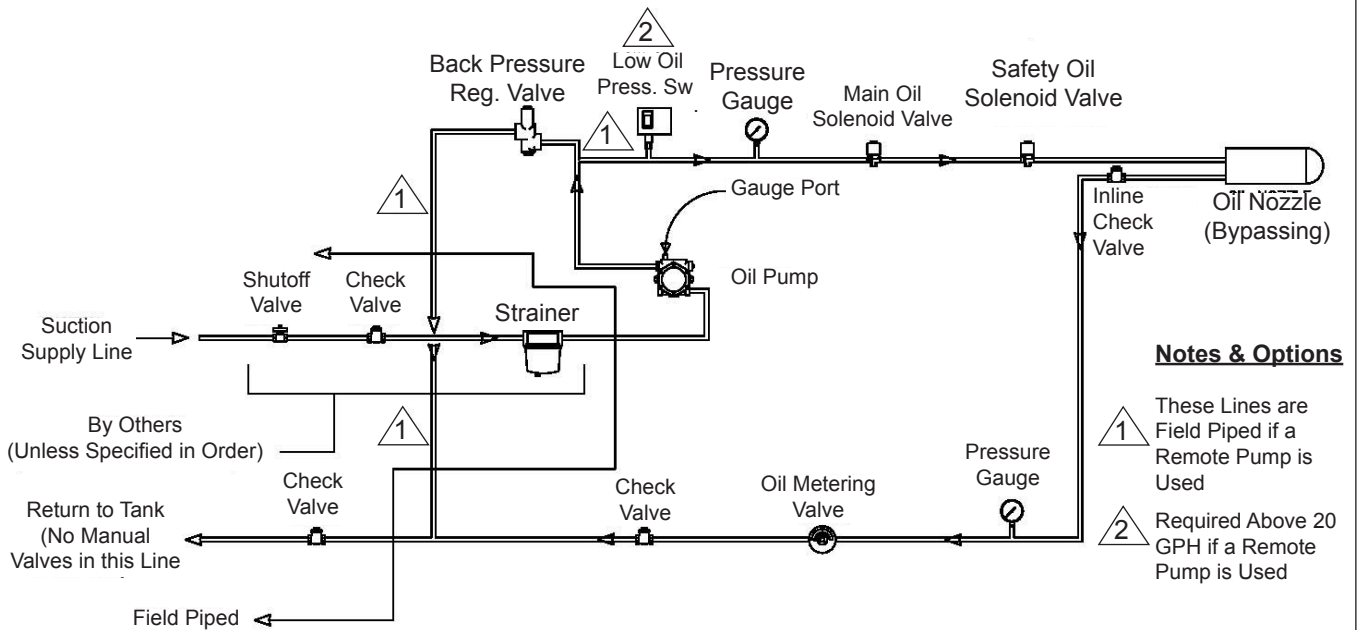 2
Low Oil
Press. Sw
Back Pressure
Reg. Valve
Pressure
Gauge
Main Oil
Solenoid Valve
Safety Oil
Solenoid Valve
1
1
Gauge Port
Inline
Check
Valve
Oil Nozzle
(Bypassing)
Oil Pump
Shutoff
Valve
Check
Valve
Strainer
Suction
Supply Line
By Others
(Unless Specified in Order)
1
Notes & Options
1
These Lines are
Field Piped if a
Remote Pump is
Used
2
Required Above 20
GPH if a Remote
Pump is Used
Return to Tank
(No Manual
Valves in this Line
Check
Valve
Check
Valve
Oil Metering
Valve
Pressure
Gauge
Field Piped